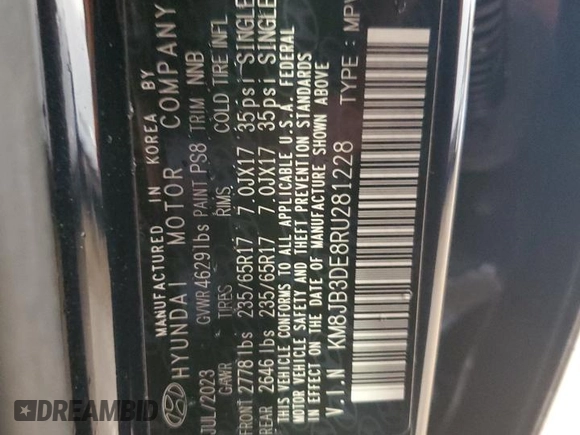 MANUFACTURED IN KOREA BY
HYUNDAI MOTOR COMPANY
JUL/2023 GVWR 4629lbs PAINT PS8 TRIM NNB
GAWR TIRES RIMS COLD TIRE INFL
FRONT 2778lbs 235/65R17 7.0JX17 35psi SINGLE
REAR 2646lbs 235/65R17 7.0JX17 35psi SINGLE
THIS VEHICLE CONFORMS TO ALL APPLICABLE U.S.A. FEDERAL
MOTOR VEHICLE SAFETY AND THEFT PREVENTION STANDARDS
IN EFFECT ON THE DATE OF MANUFACTURE SHOWN ABOVE
V.I.N KM8JB3DE8RU281228 TYPE : MPV
DREAMBID